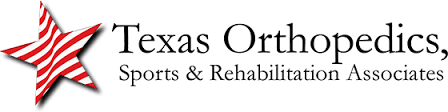 Texas Orthopedics,
Sports & Rehabilitation Associates